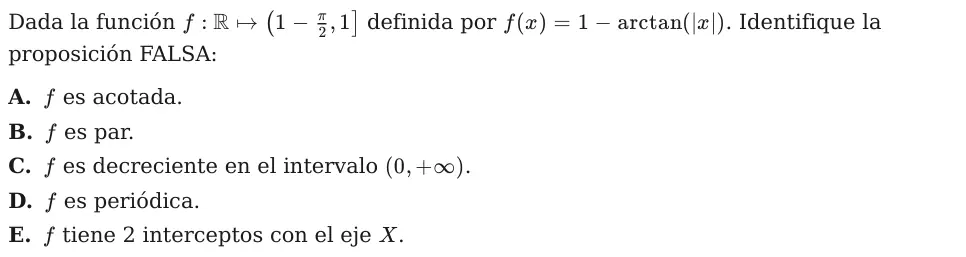 Dada la función f : ℝ ↦ (1 − π/2, 1] definida por f(x) = 1 − arctan(|x|). Identifique la
proposición FALSA:
A. f es acotada.
B. f es par.
C. f es decreciente en el intervalo (0, +∞).
D. f es periódica.
E. f tiene 2 interceptos con el eje X.